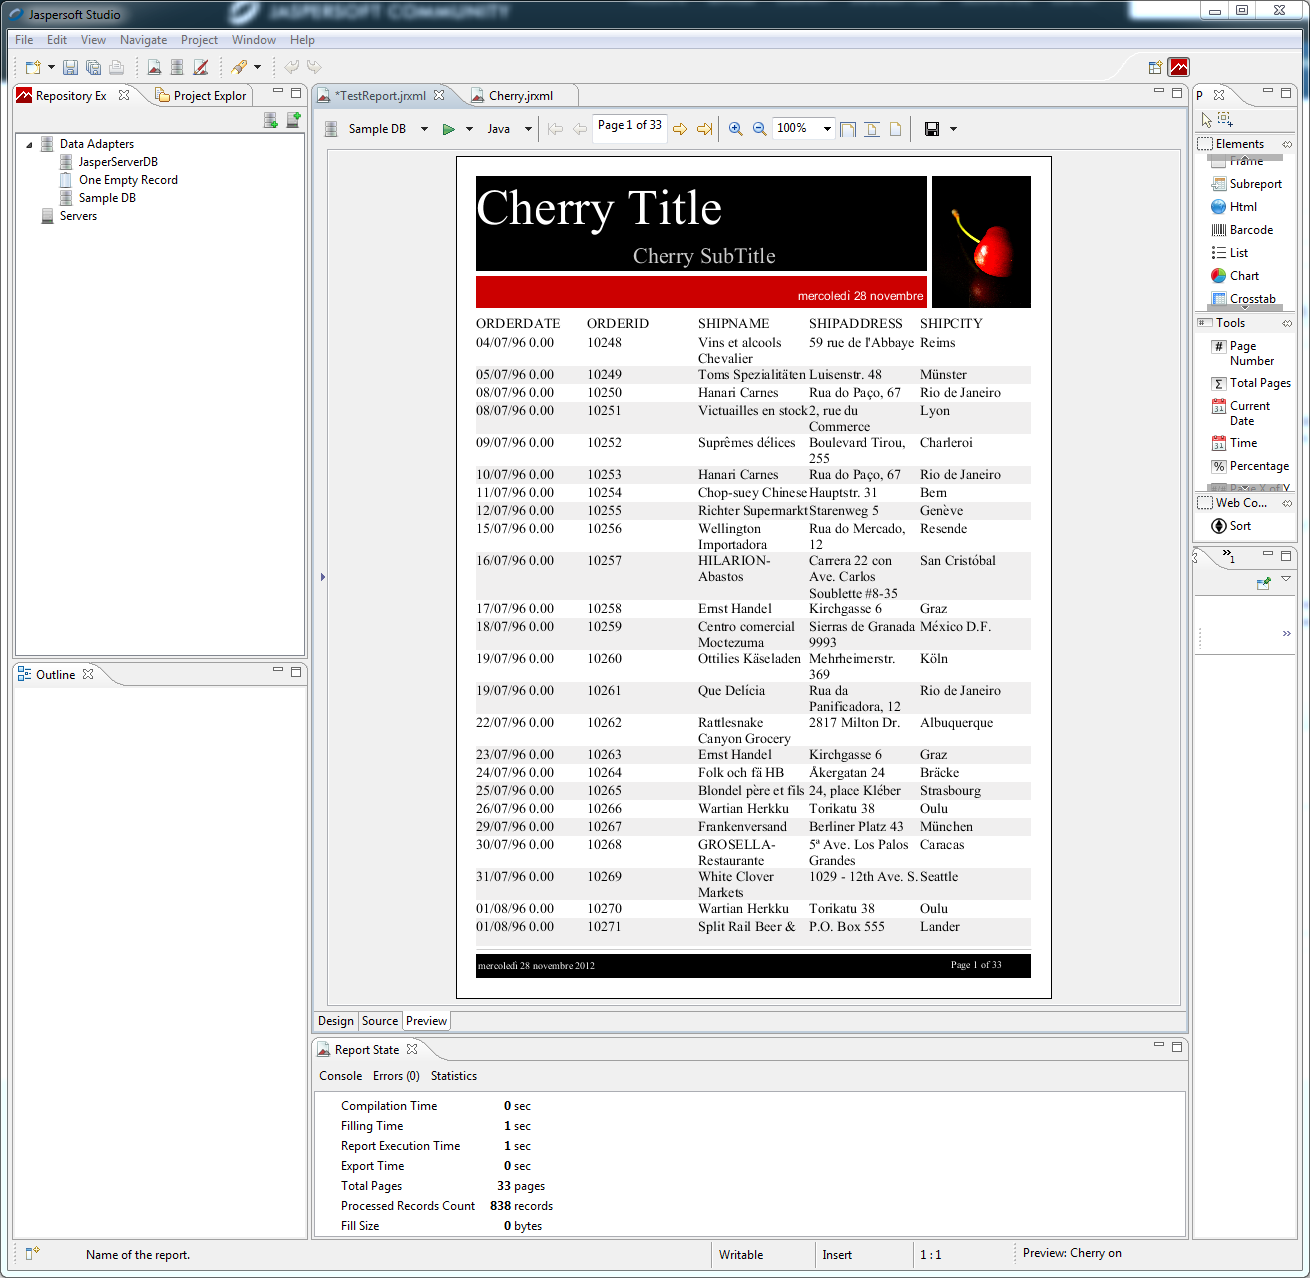 JASPERSOFT COMMUNITY
Jaspersoft Studio
File Edit View Navigate Project Window Help
Repository Ex
Project Explor
Data Adapters
JasperServerDB
One Empty Record
Sample DB
Servers
Outline
*TestReport.jrxml
Cherry.jrxml
Sample DB
Java
Page 1 of 33
100%
Cherry Title
Cherry SubTitle
mercoledì 28 novembre
ORDERDATE ORDERID SHIPNAME SHIPADDRESS SHIPCITY
04/07/96 0.00 10248 Vins et alcools 59 rue de l'Abbaye Reims
Chevalier
05/07/96 0.00 10249 Toms Spezialitäten Luisenstr. 48 Münster
08/07/96 0.00 10250 Hanari Carnes Rua do Paço, 67 Rio de Janeiro
08/07/96 0.00 10251 Victuailles en stock 2, rue du Lyon
Commerce
09/07/96 0.00 10252 Suprêmes délices Boulevard Tirou, Charleroi
255
10/07/96 0.00 10253 Hanari Carnes Rua do Paço, 67 Rio de Janeiro
11/07/96 0.00 10254 Chop-suey Chinese Hauptstr. 31 Bern
12/07/96 0.00 10255 Richter Supermarkt Starenweg 5 Genève
15/07/96 0.00 10256 Wellington Rua do Mercado, Resende
Importadora 12
16/07/96 0.00 10257 HILARION- Carrera 22 con San Cristóbal
Abastos Ave. Carlos
Soublette #8-35
17/07/96 0.00 10258 Ernst Handel Kirchgasse 6 Graz
18/07/96 0.00 10259 Centro comercial Sierras de Granada México D.F.
Moctezuma 9993
19/07/96 0.00 10260 Ottilies Käseladen Mehrheimerstr. Köln
369
19/07/96 0.00 10261 Que Delícia Rua da Rio de Janeiro
Panificadora, 12
22/07/96 0.00 10262 Rattlesnake 2817 Milton Dr. Albuquerque
Canyon Grocery
23/07/96 0.00 10263 Ernst Handel Kirchgasse 6 Graz
24/07/96 0.00 10264 Folk och fä HB Åkergatan 24 Bräcke
25/07/96 0.00 10265 Blondel père et fils 24, place Kléber Strasbourg
26/07/96 0.00 10266 Wartian Herkku Torikatu 38 Oulu
29/07/96 0.00 10267 Frankenversand Berliner Platz 43 München
30/07/96 0.00 10268 GROSELLA- 5ª Ave. Los Palos Caracas
Restaurante Grandes
31/07/96 0.00 10269 White Clover 1029 - 12th Ave. S. Seattle
Markets
01/08/96 0.00 10270 Wartian Herkku Torikatu 38 Oulu
01/08/96 0.00 10271 Split Rail Beer & P.O. Box 555 Lander
mercoledì 28 novembre 2012 Page 1 of 33
Design Source Preview
Report State
Console Errors (0) Statistics
Compilation Time 0 sec
Filling Time 1 sec
Report Execution Time 1 sec
Export Time 0 sec
Total Pages 33 pages
Processed Records Count 838 records
Fill Size 0 bytes
P
Elements
Frame
Subreport
Html
Barcode
List
Chart
Crosstab
Tools
# Page
Number
Σ Total Pages
31 Current
Date
31 Time
% Percentage
Page X of Y
Web Co...
Sort
»1
»
Name of the report.
Writable
Insert
1 : 1
Preview: Cherry on